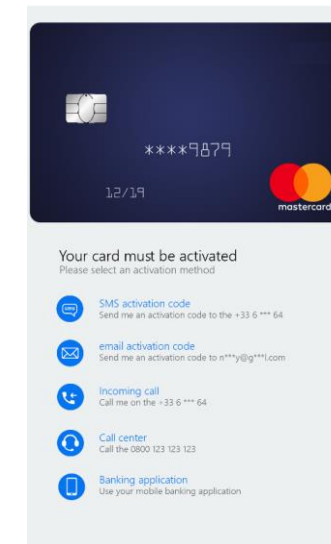 ****9879
12/19
mastercard
Your card must be activated
Please select an activation method
SMS activation code
Send me an activation code to the +33 6 *** 64
email activation code
Send me an activation code to n***y@g***l.com
Incoming call
Call me on the +33 6 *** 64
Call center
Call the 0800 123 123 123
Banking application
Use your mobile banking application